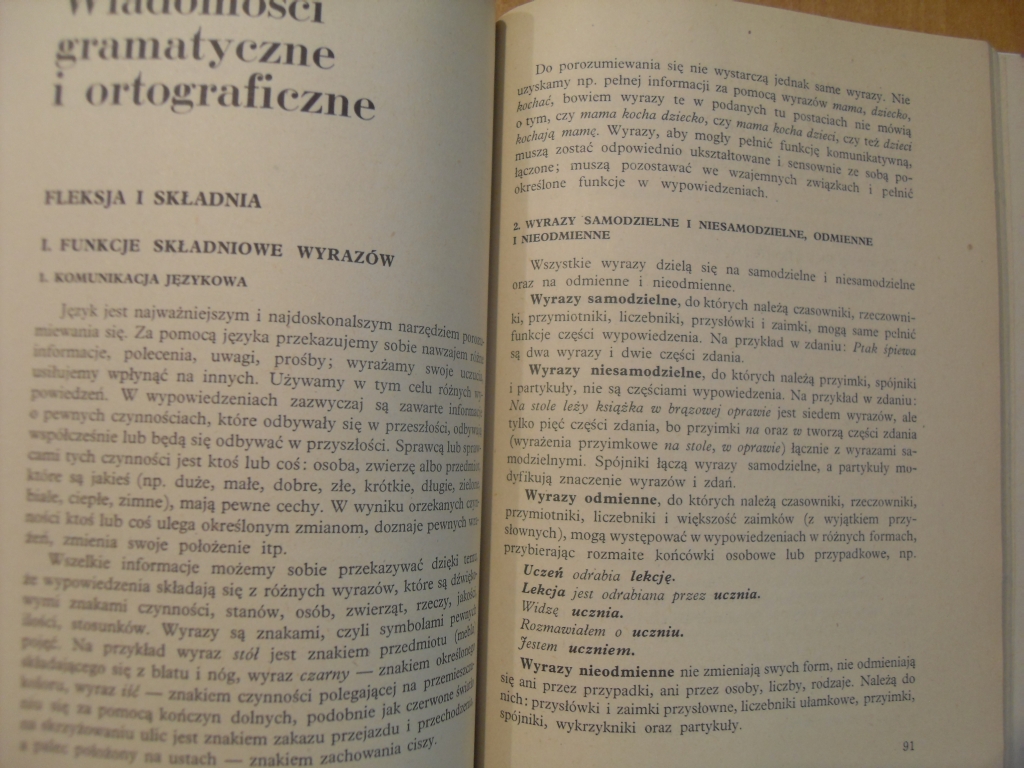 Wiadomości
gramatyczne
i ortograficzne
FLEKSJA I SKŁADNIA
I. FUNKCJE SKŁADNIOWE WYRAZÓW
1. KOMUNIKACJA JĘZYKOWA
Język jest najważniejszym i najdoskonalszym narzędziem
się. Za pomocą języka przekazujemy sobie nawzajem
informacje, polecenia, uwagi, prośby; wyrażamy swoje
usiłujemy wpłynąć na innych. Używamy w tym celu różnych
W wypowiedzeniach zazwyczaj są zawarte
o pewnych czynnościach, które odbywały się w przeszłości,
współcześnie lub będą się odbywać w przyszłości. Sprawcą lub
tych czynności jest ktoś lub coś: osoba, zwierzę albo
które są jakieś (np. duże, małe, dobre, złe, krótkie, długie,
białe, ciepłe, zimne), mają pewne cechy. W wyniku orzekanych
ktoś lub coś ulega określonym zmianom, doznaje pewnych
zmienia swoje położenie itp.
Wszelkie informacje możemy sobie przekazywać dzięki temu,
że wypowiedzenia składają się z różnych wyrazów, które są
znakami czynności, stanów, osób, zwierząt, rzeczy, jakości,
ilości, stosunków. Wyrazy są znakami, czyli symbolami pewnych
pojęć. Na przykład wyraz stół jest znakiem przedmiotu
składającego się z blatu i nóg, wyraz czarny — znakiem określonego
koloru, wyraz iść — znakiem czynności polegającej na
się za pomocą kończyn dolnych, podobnie jak czerwone
na skrzyżowaniu ulic jest znakiem zakazu przejazdu i przechodzenia,
a palec położony na ustach — znakiem zachowania ciszy.
Do porozumiewania się nie wystarczą jednak same wyrazy. Nie
uzyskamy np. pełnej informacji za pomocą wyrazów mama, dziecko,
kochać, bowiem wyrazy te w podanych tu postaciach nie mówią
o tym, czy mama kocha dziecko, czy mama kocha dzieci, czy też dzieci
kochają mamę. Wyrazy, aby mogły pełnić funkcję komunikatywną,
muszą zostać odpowiednio ukształtowane i sensownie ze sobą po-
łączone; muszą pozostawać we wzajemnych związkach i pełnić
określone funkcje w wypowiedzeniach.
2. WYRAZY SAMODZIELNE I NIESAMODZIELNE, ODMIENNE
I NIEODMIENNE
Wszystkie wyrazy dzielą się na samodzielne i niesamodzielne
oraz na odmienne i nieodmienne.
Wyrazy samodzielne, do których należą czasowniki, rzeczowni-
ki, przymiotniki, liczebniki, przysłówki i zaimki, mogą same pełnić
funkcje części wypowiedzenia. Na przykład w zdaniu: Ptak śpiewa
są dwa wyrazy i dwie części zdania.
Wyrazy niesamodzielne, do których należą przyimki, spójniki
i partykuły, nie są częściami wypowiedzenia. Na przykład w zdaniu:
Na stole leży książka w brązowej oprawie jest siedem wyrazów, ale
tylko pięć części zdania, bo przyimki na oraz w tworzą części zdania
(wyrażenia przyimkowe na stole, w oprawie) łącznie z wyrazami sa-
modzielnymi. Spójniki łączą wyrazy samodzielne, a partykuły mo-
dyfikują znaczenie wyrazów i zdań.
Wyrazy odmienne, do których należą czasowniki, rzeczowniki,
przymiotniki, liczebniki i większość zaimków (z wyjątkiem przy-
słownych), mogą występować w wypowiedzeniach w różnych formach,
przybierając rozmaite końcówki osobowe lub przypadkowe, np.
Uczeń odrabia lekcję.
Lekcja jest odrabiana przez ucznia.
Widzę ucznia.
Rozmawiałem o uczniu.
Jestem uczniem.
Wyrazy nieodmienne nie zmieniają swych form, nie odmieniają
się ani przez przypadki, ani przez osoby, liczby, rodzaje. Należą do
nich: przysłówki i zaimki przysłowne, liczebniki ułamkowe, przyimki,
spójniki, wykrzykniki oraz partykuły.
91